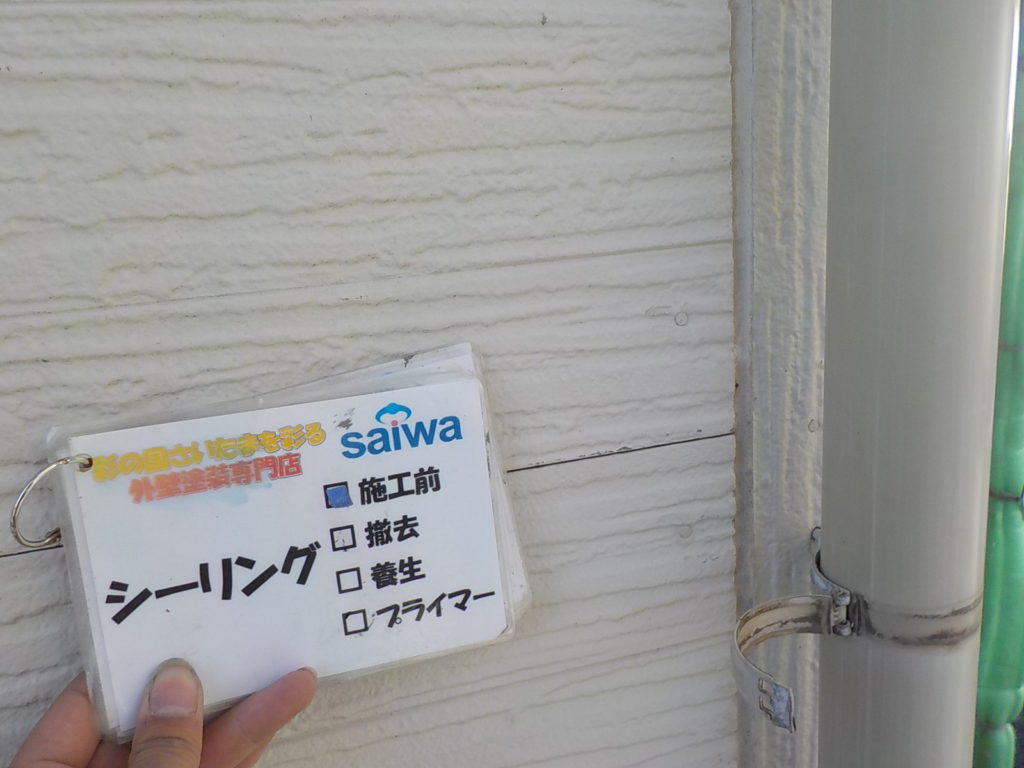 彩の国さいたまを彩る
外壁塗装専門店
saiwa
シーリング
施工前
撤去
養生
プライマー